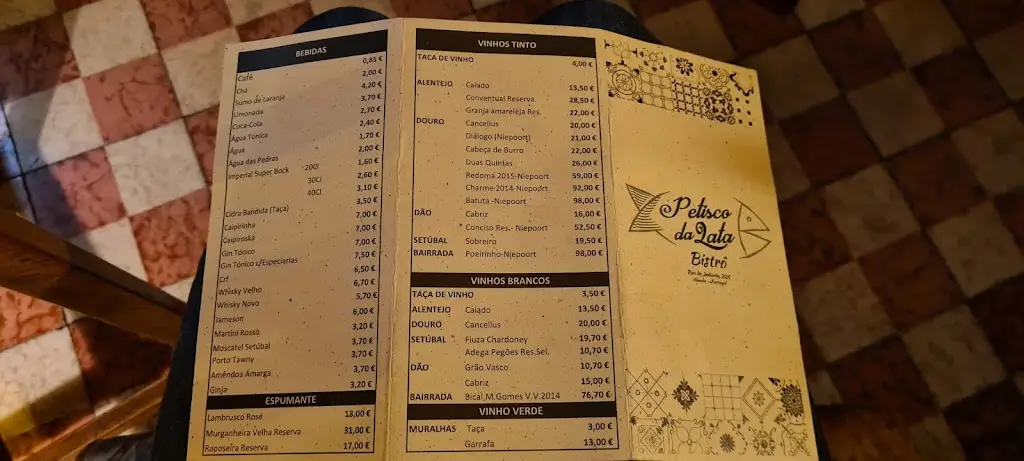 BEBIDAS
Café 0,85 €
Chá 2,00 €
Sumo de Laranja 4,20 €
Limonada 3,70 €
Coca-Cola 2,70 €
Água Tónica 2,40 €
Água 1,70 €
Água das Pedras 2,00 €
Imperial Super Bock 20Cl 1,60 €
30Cl 2,60 €
40Cl 3,10 €
Cidra Bandida (Taça) 3,50 €
Caipirinha 7,00 €
Caipiroska 7,00 €
Gin Tónico 7,00 €
Gin Tónico c/Especiarias 7,50 €
Crf 6,50 €
Whisky Velho 6,70 €
Whisky Novo 5,70 €
Jameson 6,00 €
Martini Rosso 3,20 €
Moscatel Setúbal 3,70 €
Porto Tawny 3,70 €
Amêndoa Amarga 3,70 €
Ginja 3,20 €
ESPUMANTE
Lambrusco Rosé 13,00 €
Murganheira Velha Reserva 31,00 €
Raposeira Reserva 17,00 €
VINHOS TINTO
TACA DE VINHO 4,00 €
ALENTEJO Caiado 13,50 €
Conventual Reserva 28,50 €
Granja amareleja Res. 22,00 €
DOURO Cancellus 20,00 €
Diálogo (Niepoort) 21,00 €
Cabeça de Burro 22,00 €
Duas Quintas 26,00 €
Redoma 2015-Niepoort 59,00 €
Charme 2014-Niepoort 92,00 €
Batuta -Niepoort 98,00 €
DÃO Cabriz 16,00 €
Conciso Res.- Niepoort 52,50 €
SETÚBAL Sobreiro 19,50 €
BAIRRADA Poeirinho-Niepoort 98,00 €
VINHOS BRANCOS
TAÇA DE VINHO 3,50 €
ALENTEJO Caiado 13,50 €
DOURO Cancellus 20,00 €
SETÚBAL Fiuza Chardoney 19,70 €
Adega Pegões Res.Sel. 10,70 €
DÃO Grão Vasco 10,70 €
Cabriz 15,00 €
BAIRRADA Bical,M.Gomes V.V.2014 76,70 €
VINHO VERDE
MURALHAS Taça 3,00 €
Garrafa 13,00 €
Petisco
da Lata
Bistrô